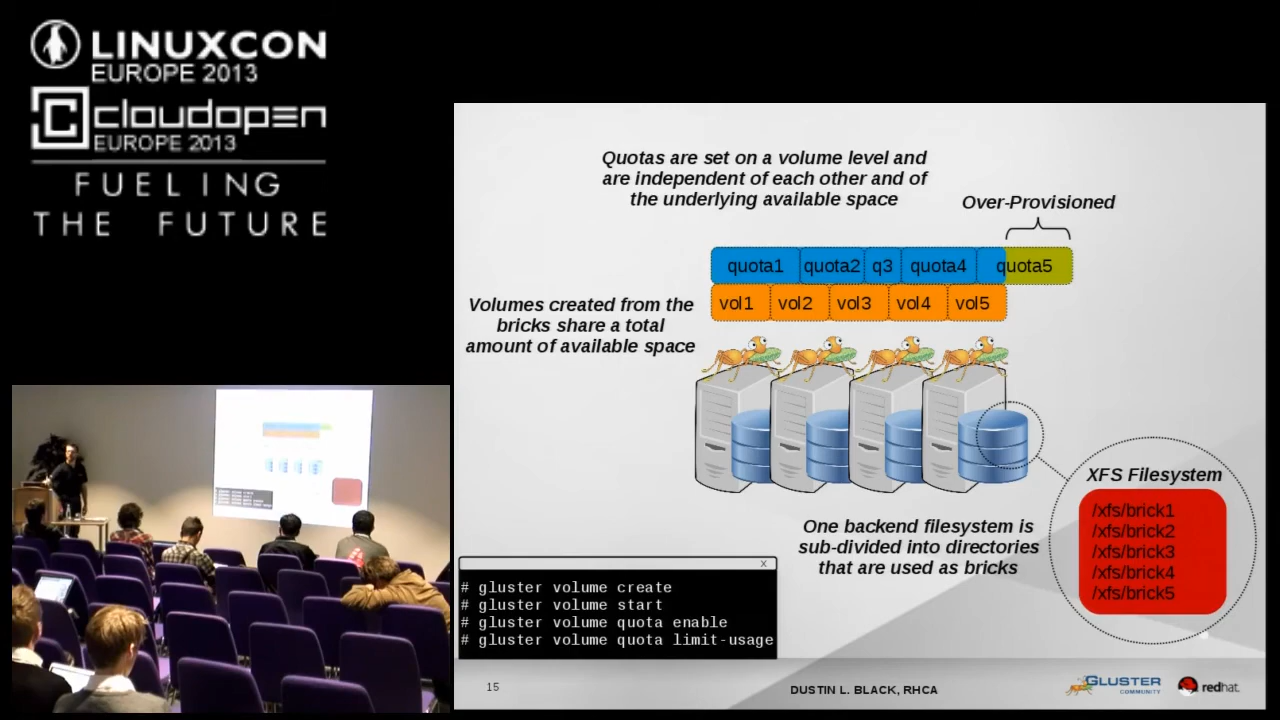 LINUXCON
EUROPE 2013
cloudopen
EUROPE 2013
FUELING
THE FUTURE
Quotas are set on a volume level and
are independent of each other and of
the underlying available space
Over-Provisioned
quota1 quota2 q3 quota4 quota5
vol1 vol2 vol3 vol4 vol5
Volumes created from the
bricks share a total
amount of available space
XFS Filesystem
/xfs/brick1
/xfs/brick2
/xfs/brick3
/xfs/brick4
/xfs/brick5
One backend filesystem is
sub-divided into directories
that are used as bricks
X
# gluster volume create
# gluster volume start
# gluster volume quota enable
# gluster volume quota limit-usage
15
DUSTIN L. BLACK, RHCA
GLUSTER
COMMUNITY
redhat.